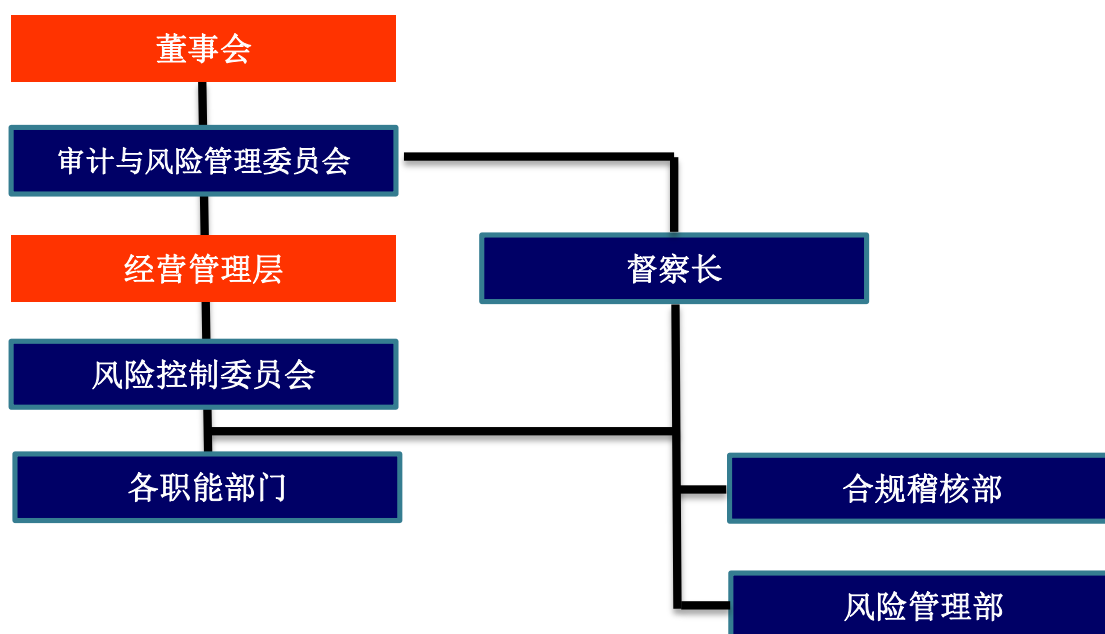 董事会
审计与风险管理委员会
经营管理层
督察长
风险控制委员会
各职能部门
合规稽核部
风险管理部